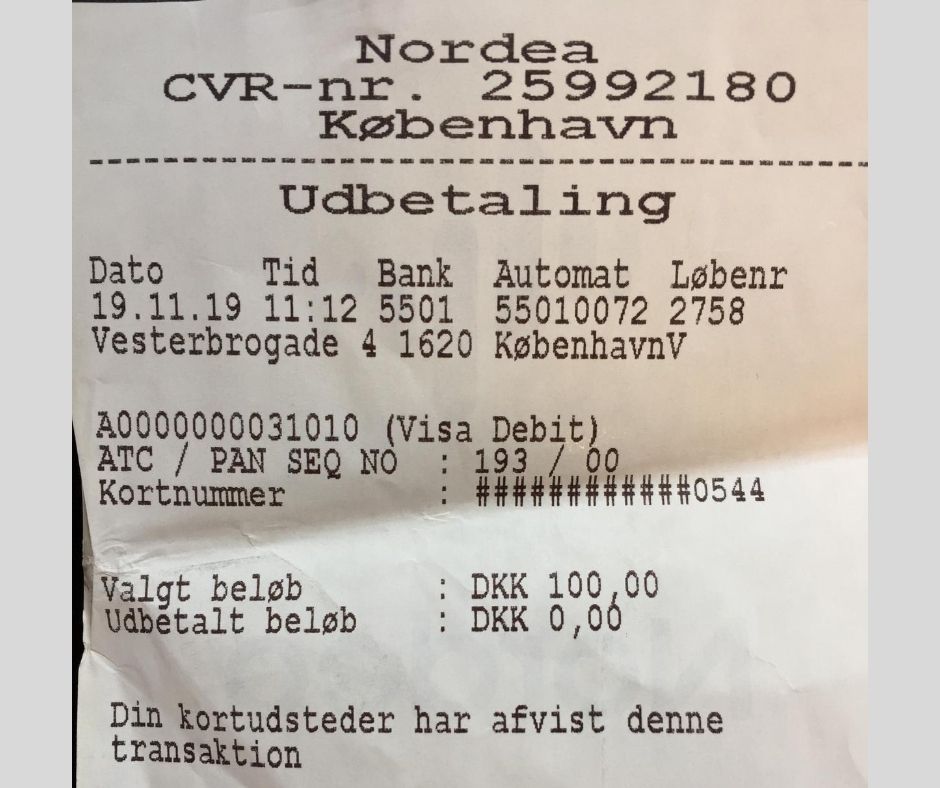 Nordea
CVR-nr. 25992180
København
--------------------------------------------
Udbetaling
Dato Tid Bank Automat Løbenr
19.11.19 11:12 5501 55010072 2758
Vesterbrogade 4 1620 KøbenhavnV
A0000000031010 (Visa Debit)
ATC / PAN SEQ NO : 193 / 00
Kortnummer : ############0544
Valgt beløb : DKK 100,00
Udbetalt beløb : DKK 0,00
Din kortudsteder har afvist denne
transaktion